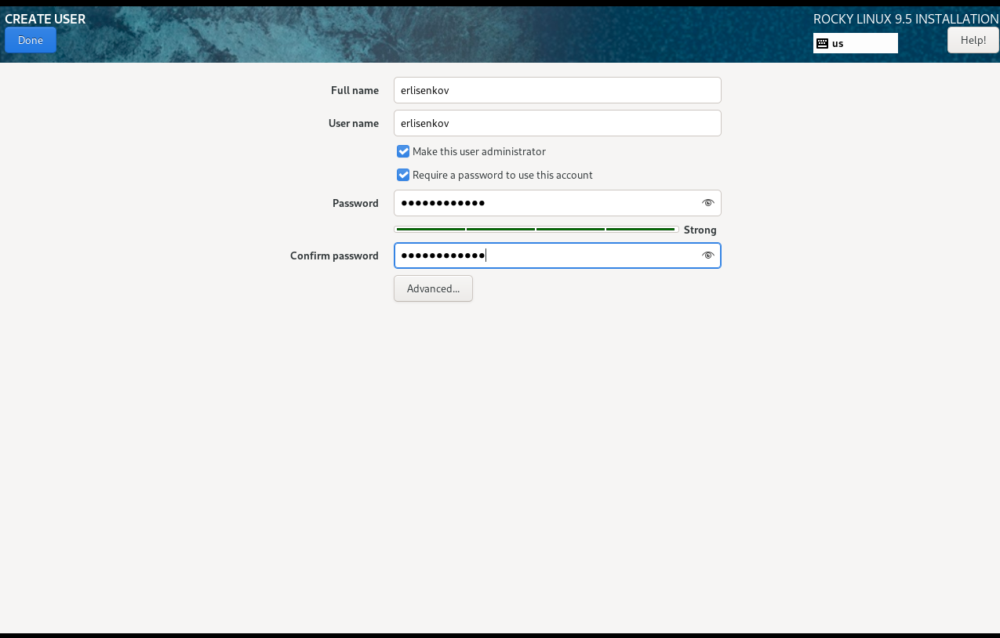 CREATE USER
ROCKY LINUX 9.5 INSTALLATION
Done
us
Help!
Full name
erlisenkov
User name
erlisenkov
Make this user administrator
Require a password to use this account
Password
●●●●●●●●●●●●
Strong
Confirm password
●●●●●●●●●●●●
Advanced...